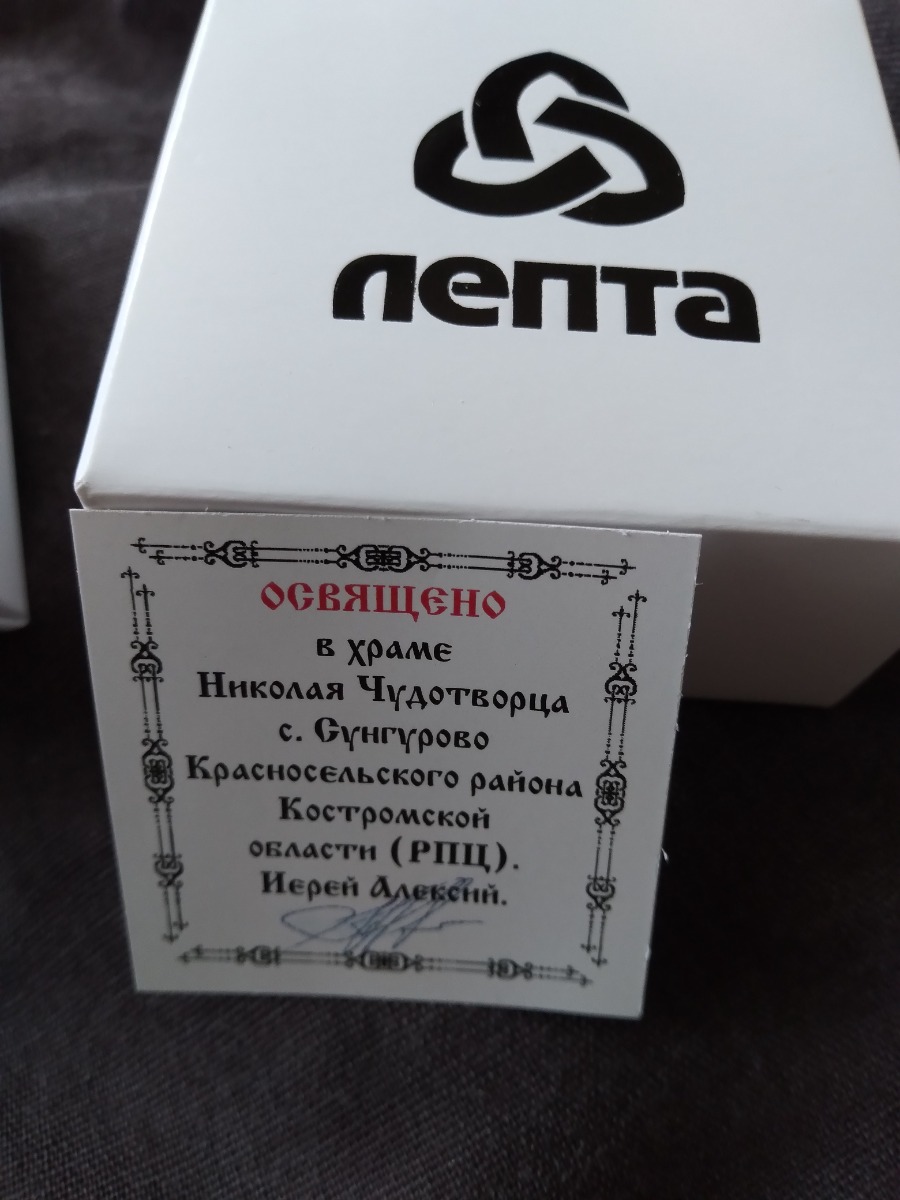 лепта
ОСВЯЩЕНО
в храме
Николая Чудотворца
с. Сунгурово
Красносельского района
Костромской
области (РПЦ).
Иерей Алексий.